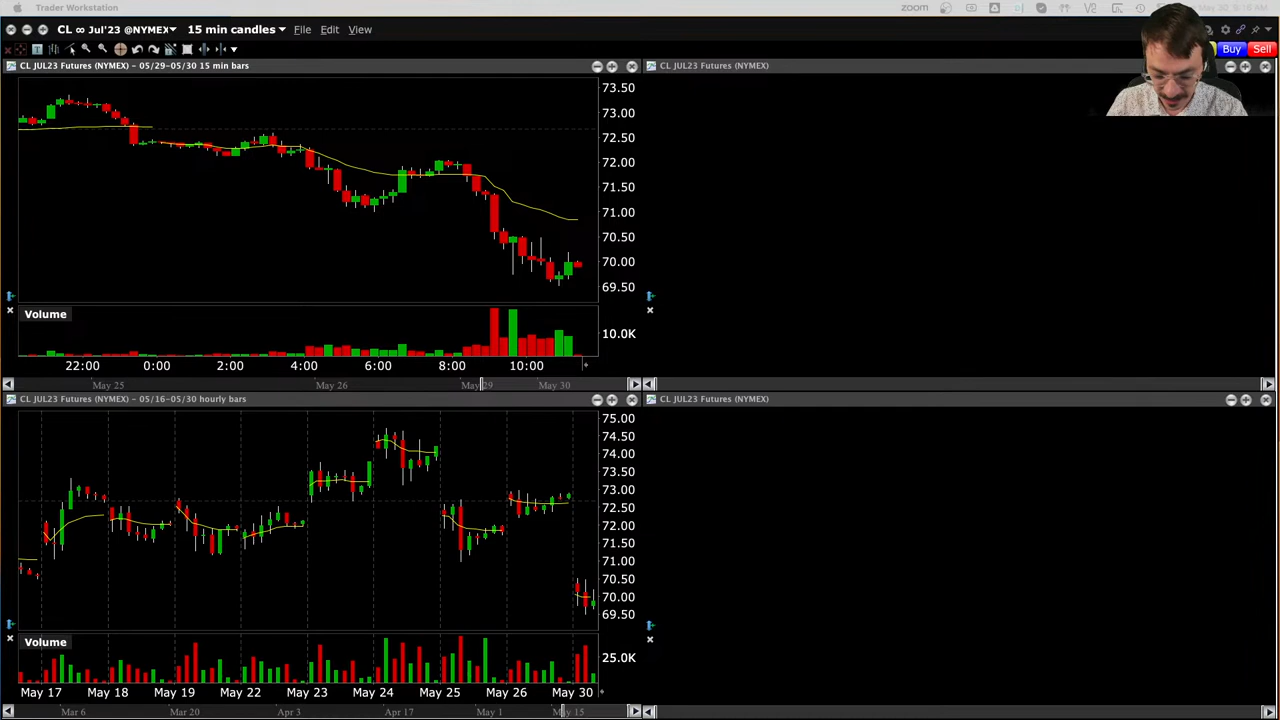 Trader Workstation
zoom
9:16 AM
CL ∞ Jul'23 @NYMEX 15 min candles File Edit View
Buy Sell
CL JUL23 Futures (NYMEX) - 05/29-05/30 15 min bars
CL JUL23 Futures (NYMEX)
73.50
73.00
72.50
72.00
71.50
71.00
70.50
70.00
69.50
Volume
10.0K
22:00 0:00 2:00 4:00 6:00 8:00 10:00
May 25 May 26 May 29 May 30
CL JUL23 Futures (NYMEX) - 05/16-05/30 hourly bars
CL JUL23 Futures (NYMEX)
75.00
74.50
74.00
73.50
73.00
72.50
72.00
71.50
71.00
70.50
70.00
69.50
Volume
25.0K
May 17 May 18 May 19 May 22 May 23 May 24 May 25 May 26 May 30
Mar 6 Mar 20 Apr 3 Apr 17 May 1 May 15